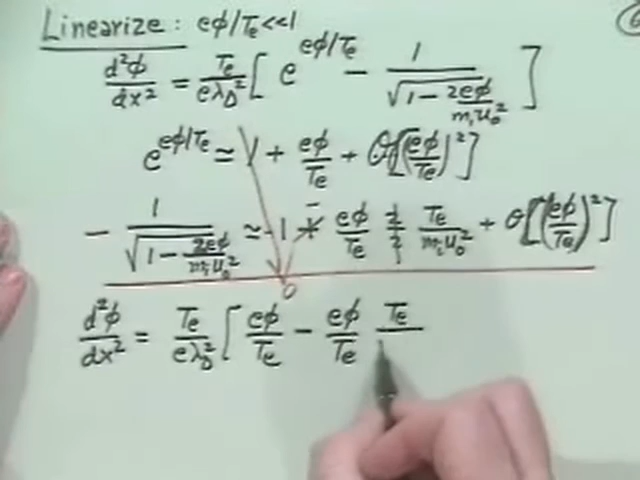 Linearize: eφ/Te<<1
d²φ/dx² = Te/eλD² [ e^(eφ/Te) − 1/√(1 − 2eφ/miu0²) ]
e^(eφ/Te) ≃ 1 + eφ/Te + O[(eφ/Te)²]
− 1/√(1 − 2eφ/miu0²) ≃ -1 − eφ/Te Te/miu0² + O[(eφ/Te)²]
0
d²φ/dx² = Te/eλD² [ eφ/Te − eφ/Te Te